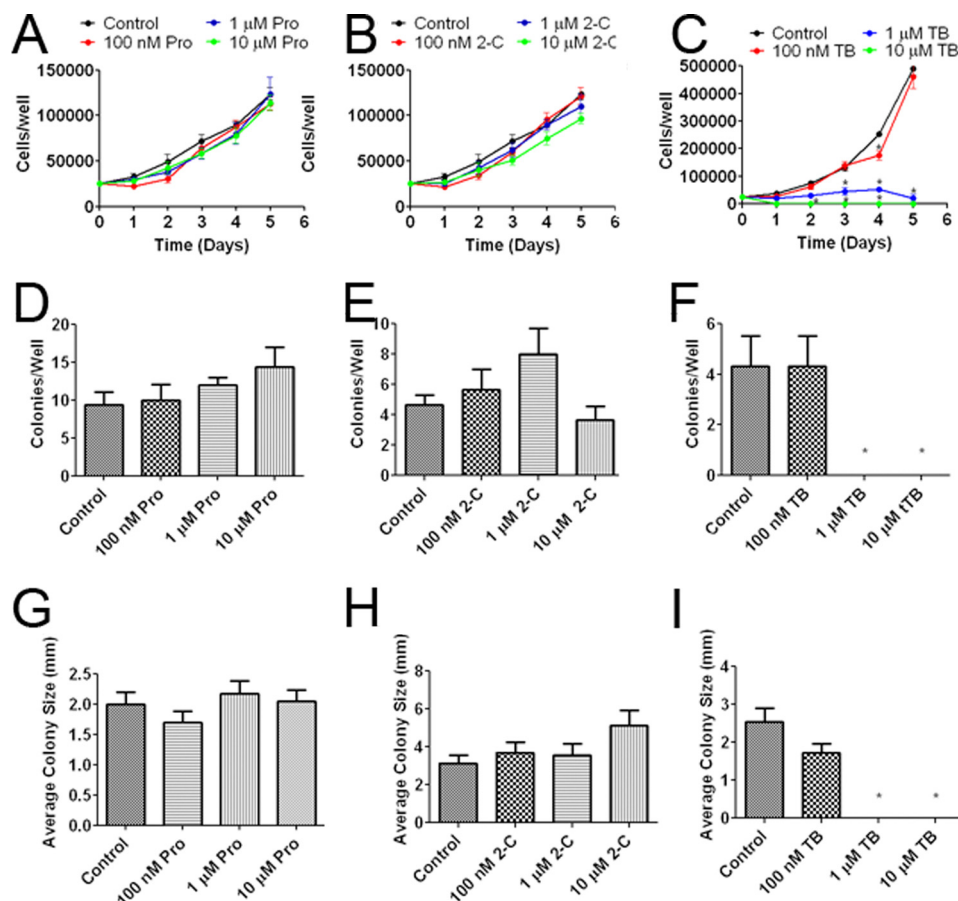 A
Control
1 μM Pro
100 nM Pro
10 μM Pro
Cells/well
150000
100000
50000
0
0 1 2 3 4 5 6
Time (Days)
B
Control
1 μM 2-C
100 nM 2-C
10 μM 2-C
Cells/well
150000
100000
50000
0
0 1 2 3 4 5 6
Time (Days)
C
Control
1 μM TB
100 nM TB
10 μM TB
Cells/well
500000
400000
300000
200000
100000
0
* * * * * * * *
0 1 2 3 4 5 6
Time (Days)
D
Colonies/Well
20
15
10
5
0
Control
100 nM Pro
1 μM Pro
10 μM Pro
E
Colonies/Well
10
8
6
4
2
0
Control
100 nM 2-C
1 μM 2-C
10 μM 2-C
F
Colonies/Well
6
4
2
0
* *
Control
100 nM TB
1 μM TB
10 μM tTB
G
Average Colony Size (mm)
2.5
2.0
1.5
1.0
0.5
0.0
Control
100 nM Pro
1 μM Pro
10 μM Pro
H
Average Colony Size (mm)
8
6
4
2
0
Control
100 nM 2-C
1 μM 2-C
10 μM 2-C
I
Average Colony Size (mm)
4
3
2
1
0
* *
Control
100 nM TB
1 μM TB
10 μM TB